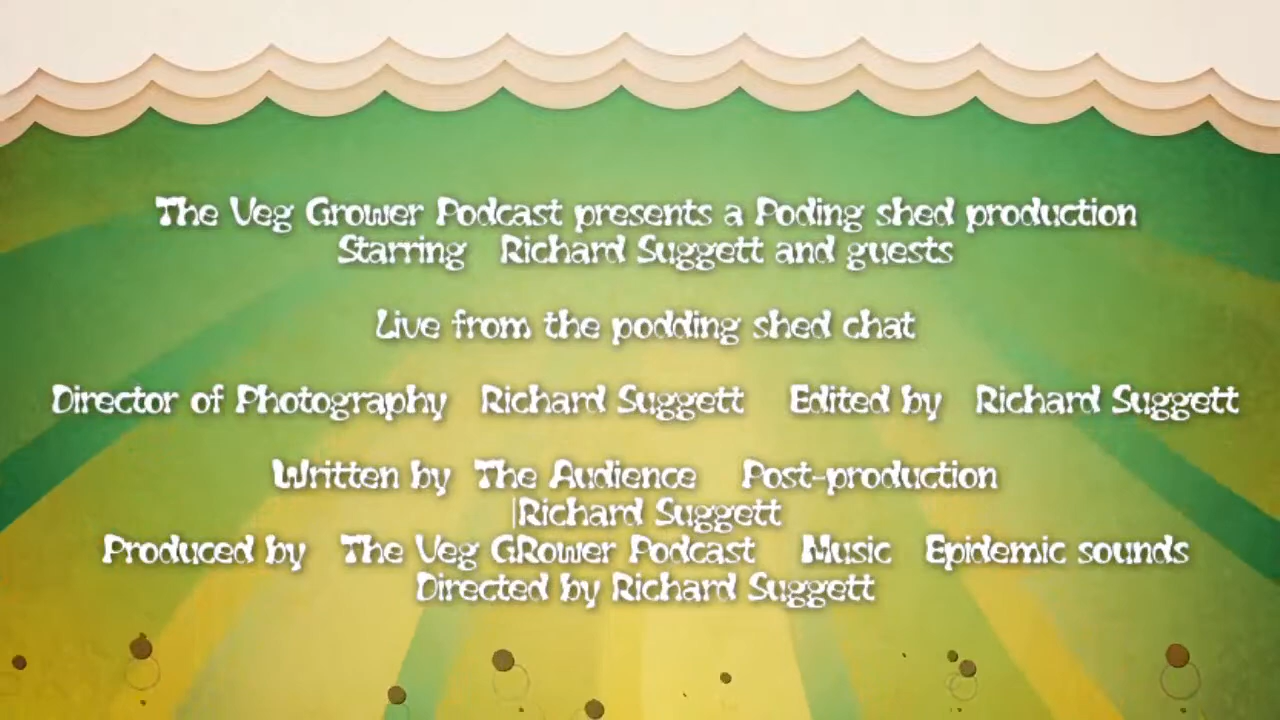 The Veg Grower Podcast presents a Poding shed production
Starring Richard Suggett and guests
Live from the podding shed chat
Director of Photography Richard Suggett Edited by Richard Suggett
Written by The Audience Post-production
|Richard Suggett
Produced by The Veg GRower Podcast Music Epidemic sounds
Directed by Richard Suggett